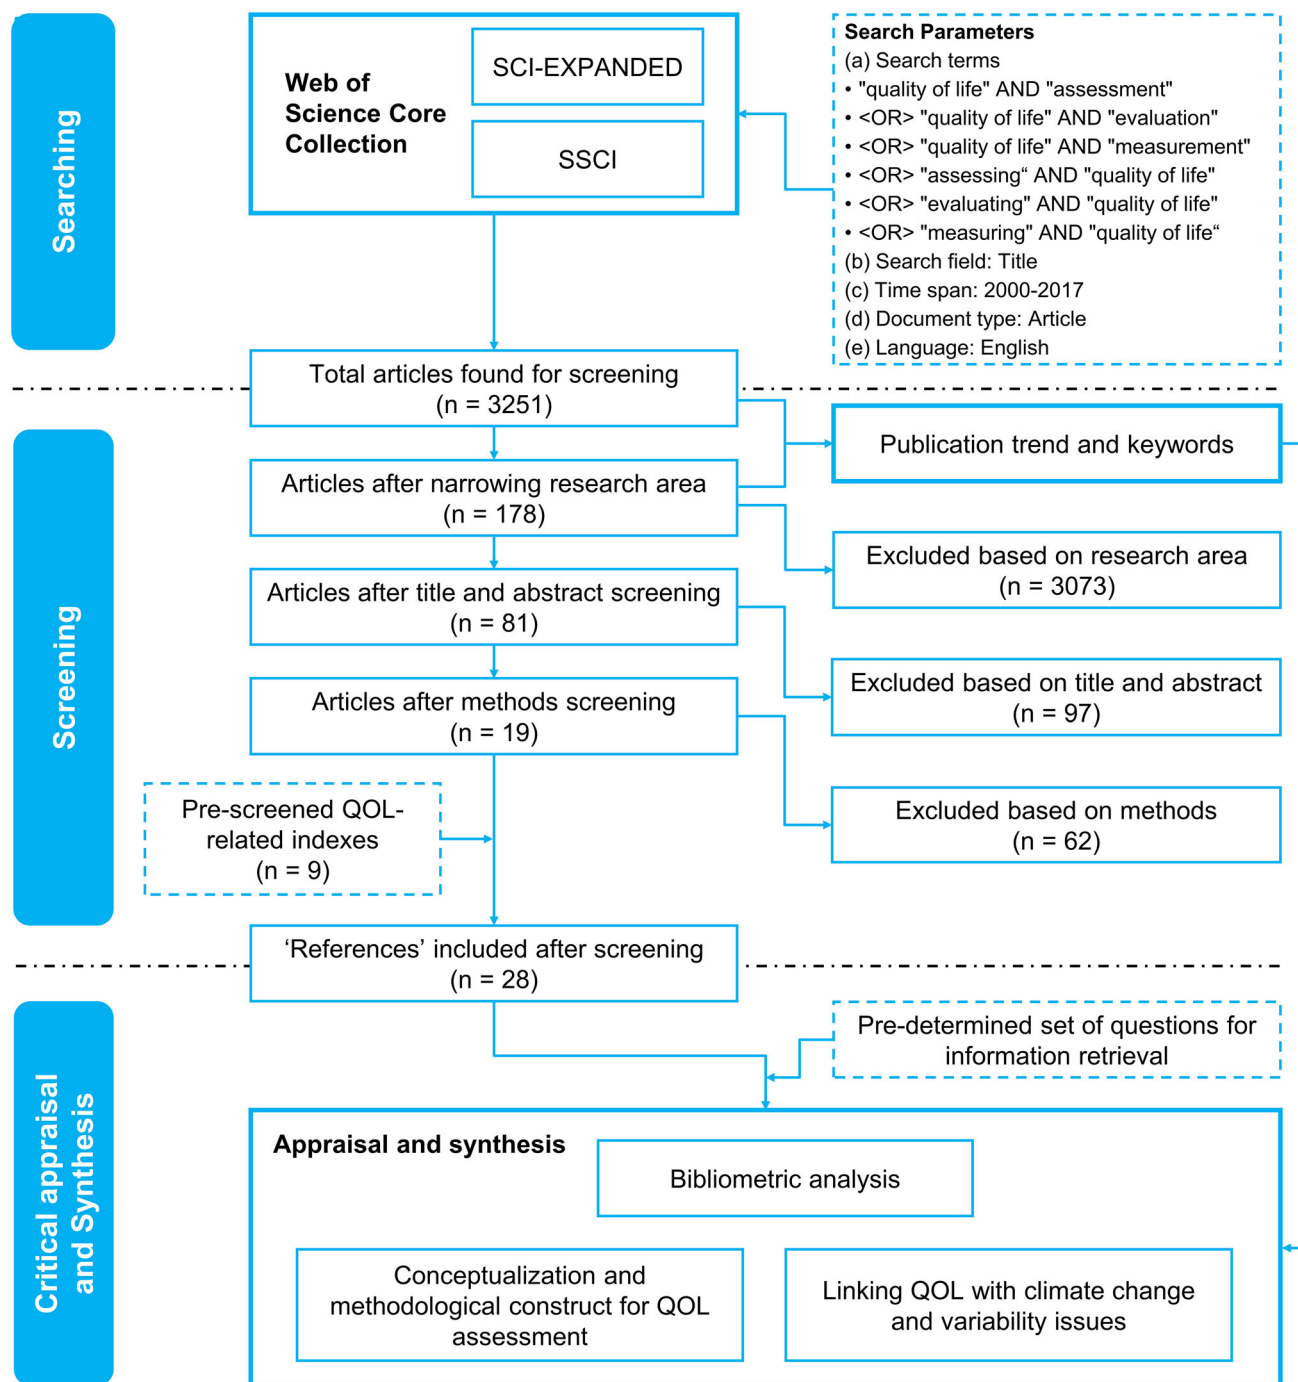 Searching
Web of
Science Core
Collection
SCI-EXPANDED
SSCI
Search Parameters
(a) Search terms
• "quality of life" AND "assessment"
• <OR> "quality of life" AND "evaluation"
• <OR> "quality of life" AND "measurement"
• <OR> "assessing“ AND "quality of life"
• <OR> "evaluating" AND "quality of life"
• <OR> "measuring" AND "quality of life“
(b) Search field: Title
(c) Time span: 2000-2017
(d) Document type: Article
(e) Language: English
Total articles found for screening
(n = 3251)
Screening
Publication trend and keywords
Articles after narrowing research area
(n = 178)
Excluded based on research area
(n = 3073)
Articles after title and abstract screening
(n = 81)
Excluded based on title and abstract
(n = 97)
Articles after methods screening
(n = 19)
Excluded based on methods
(n = 62)
Pre-screened QOL-
related indexes
(n = 9)
‘References’ included after screening
(n = 28)
Critical appraisal
and Synthesis
Pre-determined set of questions for
information retrieval
Appraisal and synthesis
Bibliometric analysis
Conceptualization and
methodological construct for QOL
assessment
Linking QOL with climate change
and variability issues